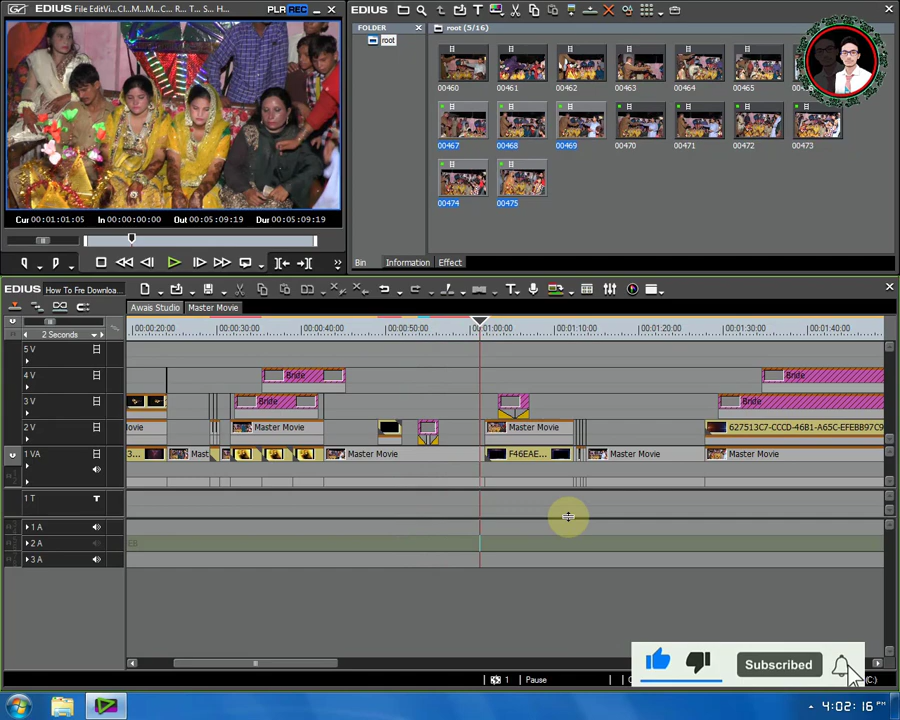 EDIUS File EditVi... C... M... C... R... T... S... H...
PLR REC
EDIUS
FOLDER
root (5/16)
root
00460 00461 00462 00463 00464 00465
00467 00468 00469 00470 00471 00472 00473
00474 00475
Cur 00:01:01:05 In 00:00:00:00 Out 00:05:09:19 Dur 00:05:09:19
Bin Information Effect
EDIUS How To Fre Downloa...
Awais Studio Master Movie
2 Seconds
00:00:20:00 00:00:30:00 00:00:40:00 00:00:50:00 00:01:00:00 00:01:10:00 00:01:20:00 00:01:30:00 00:01:40:00
5 V
4 V Bride Bride
3 V Bride Bride
2 V ovie Master Movie Master Movie 627513C7-CCCD-46B1-A65C-EFEBB97C9
1 VA 3... Mast Master Movie F46EAE... Master Movie Master Movie
1 T T
1 A
2 A EB
3 A
Subscribed
1 Pause (C:)
4:02:16 PM